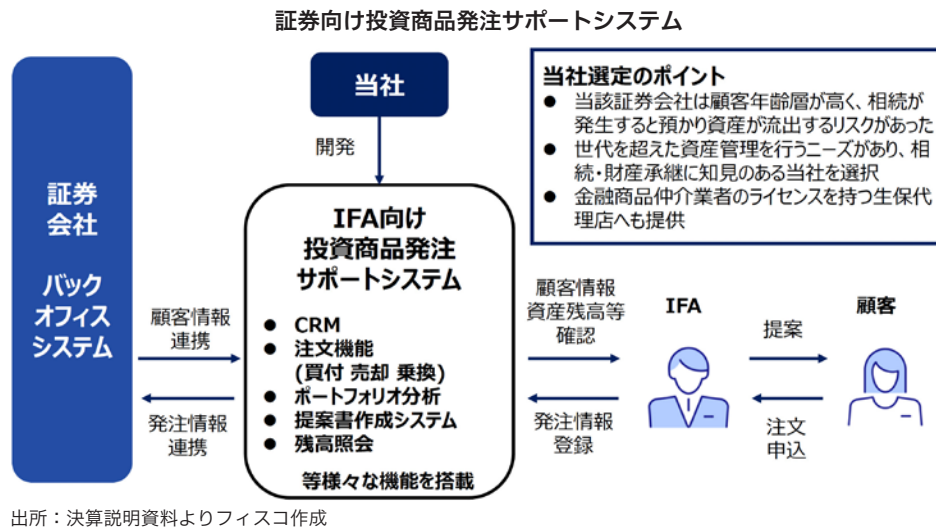 証券向け投資商品発注サポートシステム
当社
開発
当社選定のポイント
● 当該証券会社は顧客年齢層が高く、相続が
発生すると預かり資産が流出するリスクがあった
● 世代を超えた資産管理を行うニーズがあり、相
続・財産承継に知見のある当社を選択
● 金融商品仲介業者のライセンスを持つ生保代
理店へも提供
証券
会社
バック
オフィス
システム
顧客情報
連携
発注情報
連携
IFA向け
投資商品発注
サポートシステム
● CRM
● 注文機能
(買付 売却 乗換)
● ポートフォリオ分析
● 提案書作成システム
● 残高照会
等様々な機能を搭載
顧客情報
資産残高等
確認
発注情報
登録
IFA
提案
注文
申込
顧客
出所：決算説明資料よりフィスコ作成